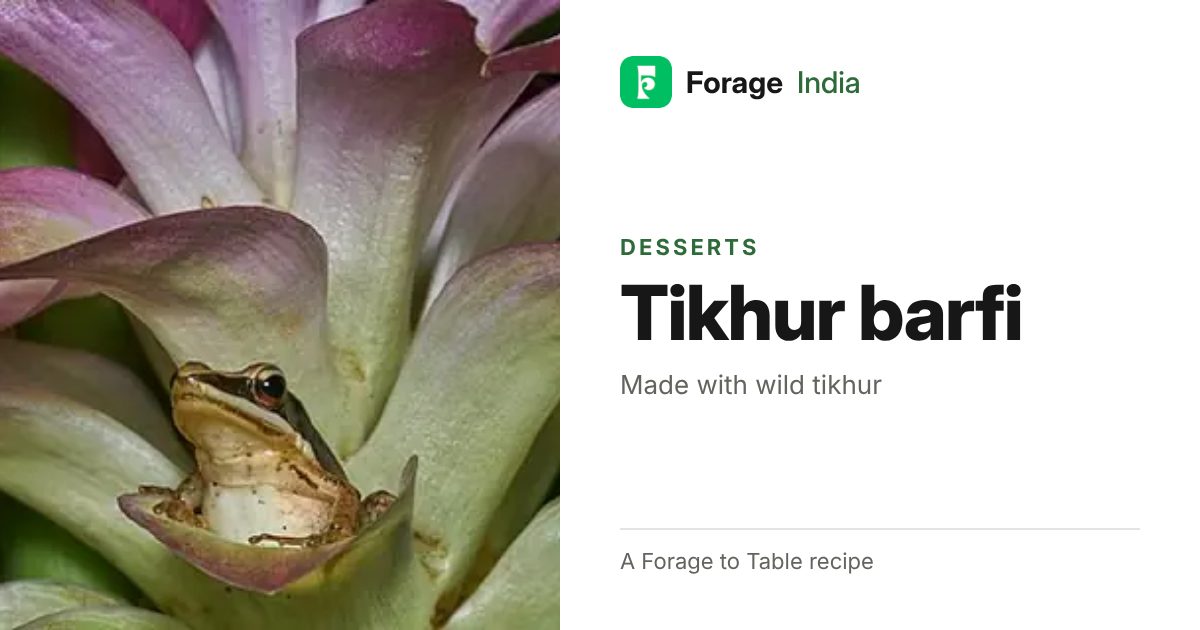 Forage India
DESSERTS
Tikhur barfi
Made with wild tikhur
A Forage to Table recipe